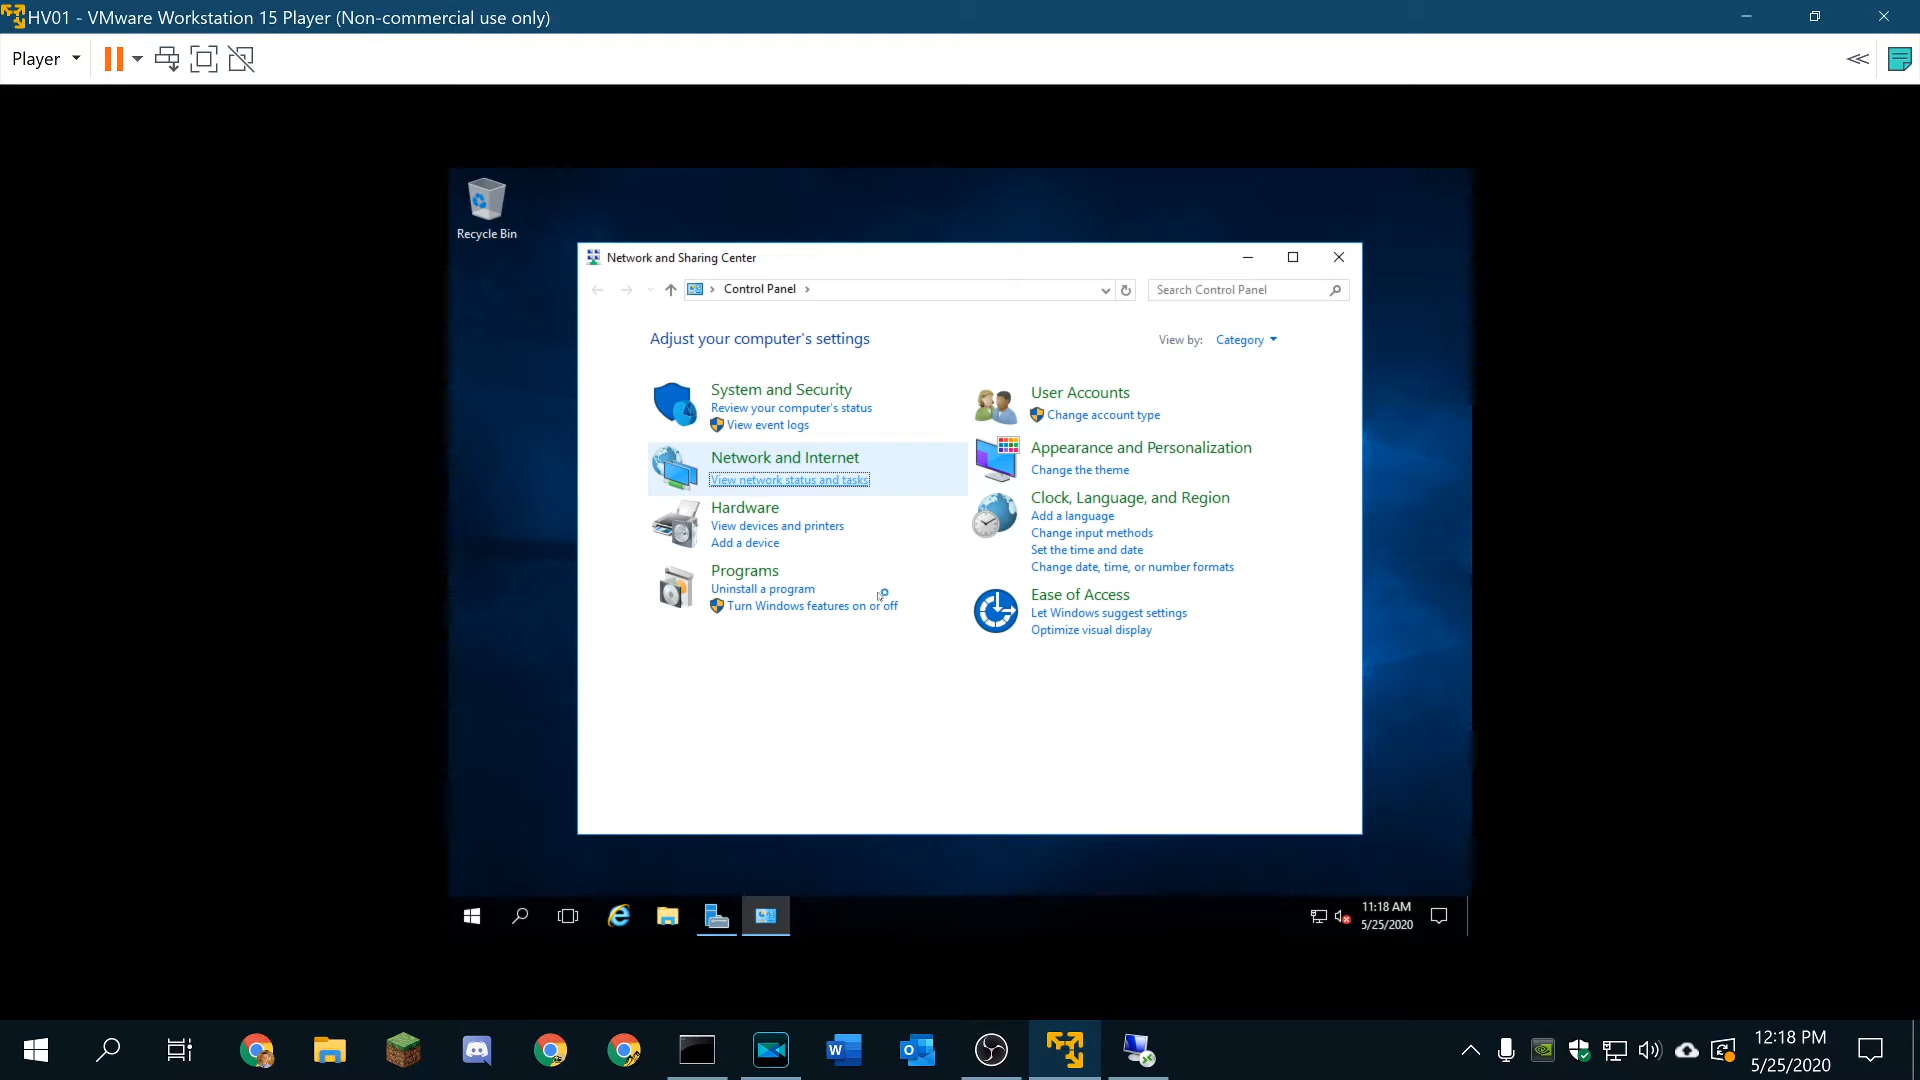 HV01 - VMware Workstation 15 Player (Non-commercial use only)
Player
Recycle Bin
Network and Sharing Center
Control Panel
Search Control Panel
Adjust your computer's settings
View by: Category
System and Security
Review your computer's status
View event logs
Network and Internet
View network status and tasks
Hardware
View devices and printers
Add a device
Programs
Uninstall a program
Turn Windows features on or off
User Accounts
Change account type
Appearance and Personalization
Change the theme
Clock, Language, and Region
Add a language
Change input methods
Set the time and date
Change date, time, or number formats
Ease of Access
Let Windows suggest settings
Optimize visual display
11:18 AM
5/25/2020
12:18 PM
5/25/2020